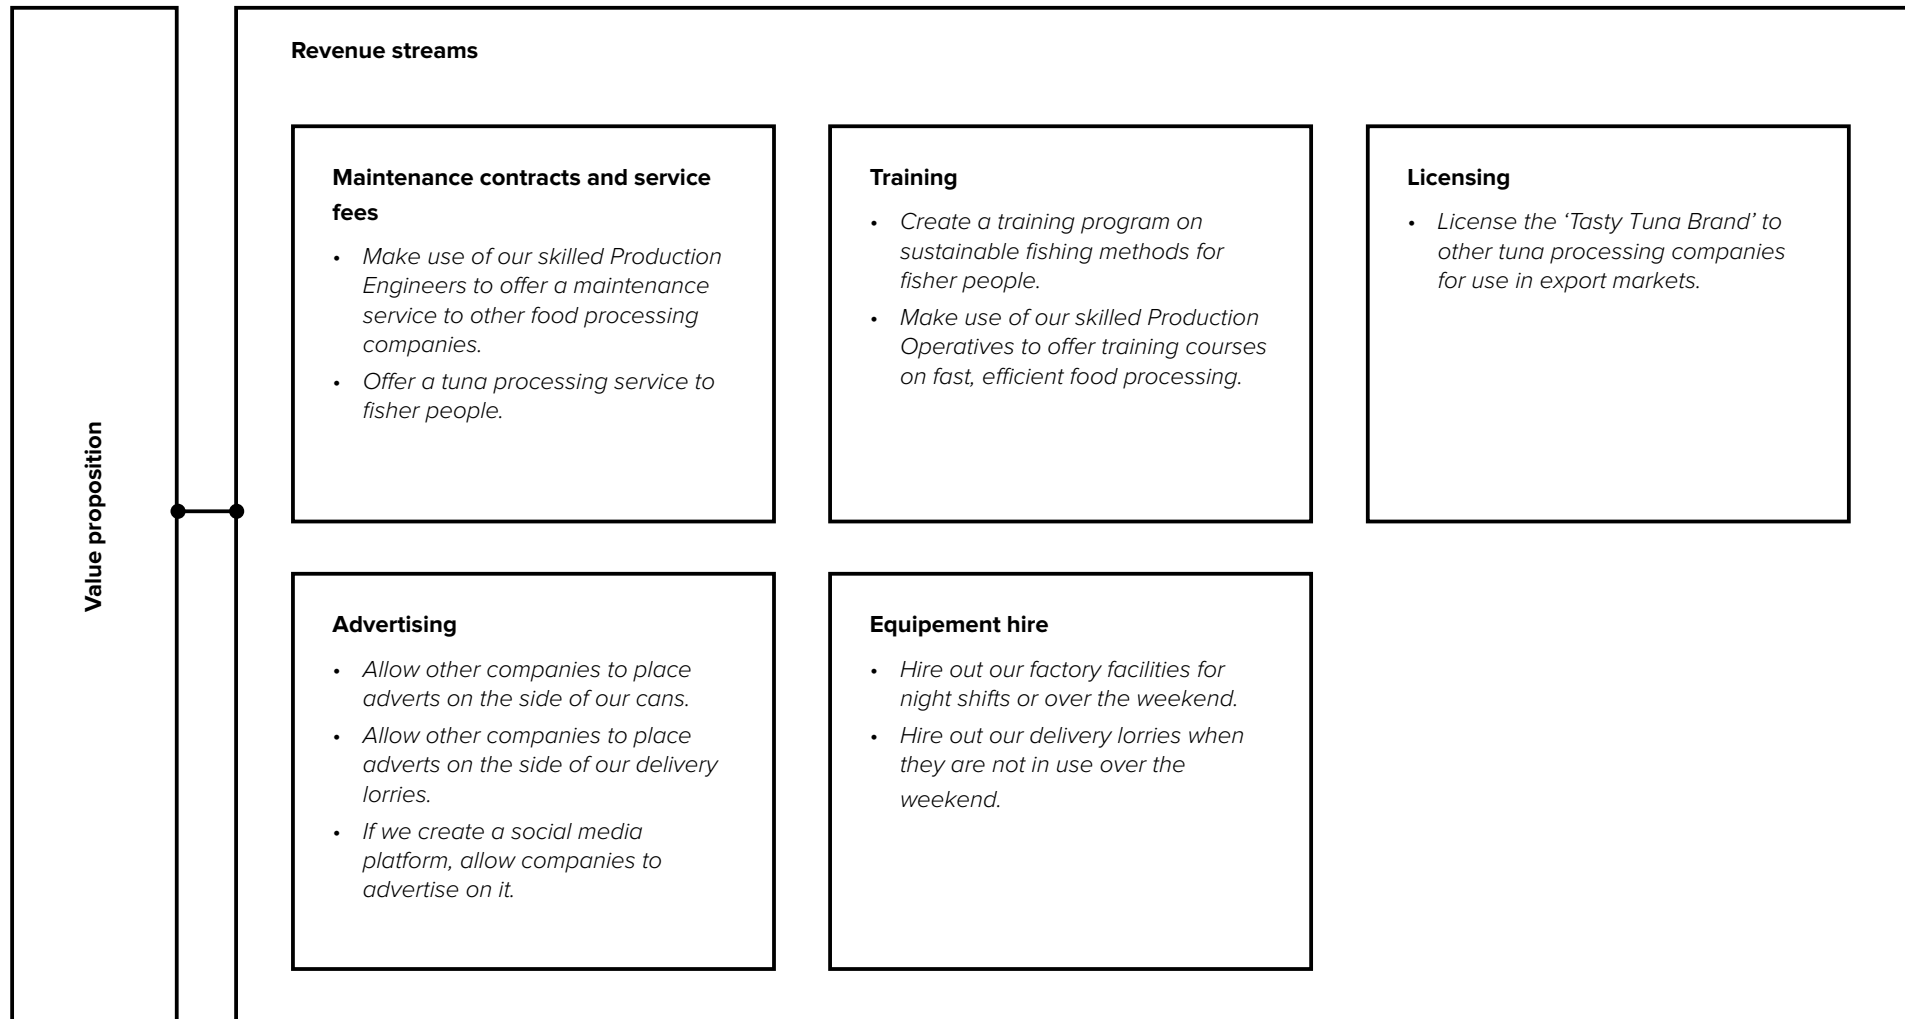 Value proposition
Revenue streams
Maintenance contracts and service
fees
• Make use of our skilled Production
Engineers to offer a maintenance
service to other food processing
companies.
• Offer a tuna processing service to
fisher people.
Training
• Create a training program on
sustainable fishing methods for
fisher people.
• Make use of our skilled Production
Operatives to offer training courses
on fast, efficient food processing.
Licensing
• License the ‘Tasty Tuna Brand’ to
other tuna processing companies
for use in export markets.
Advertising
• Allow other companies to place
adverts on the side of our cans.
• Allow other companies to place
adverts on the side of our delivery
lorries.
• If we create a social media
platform, allow companies to
advertise on it.
Equipement hire
• Hire out our factory facilities for
night shifts or over the weekend.
• Hire out our delivery lorries when
they are not in use over the
weekend.